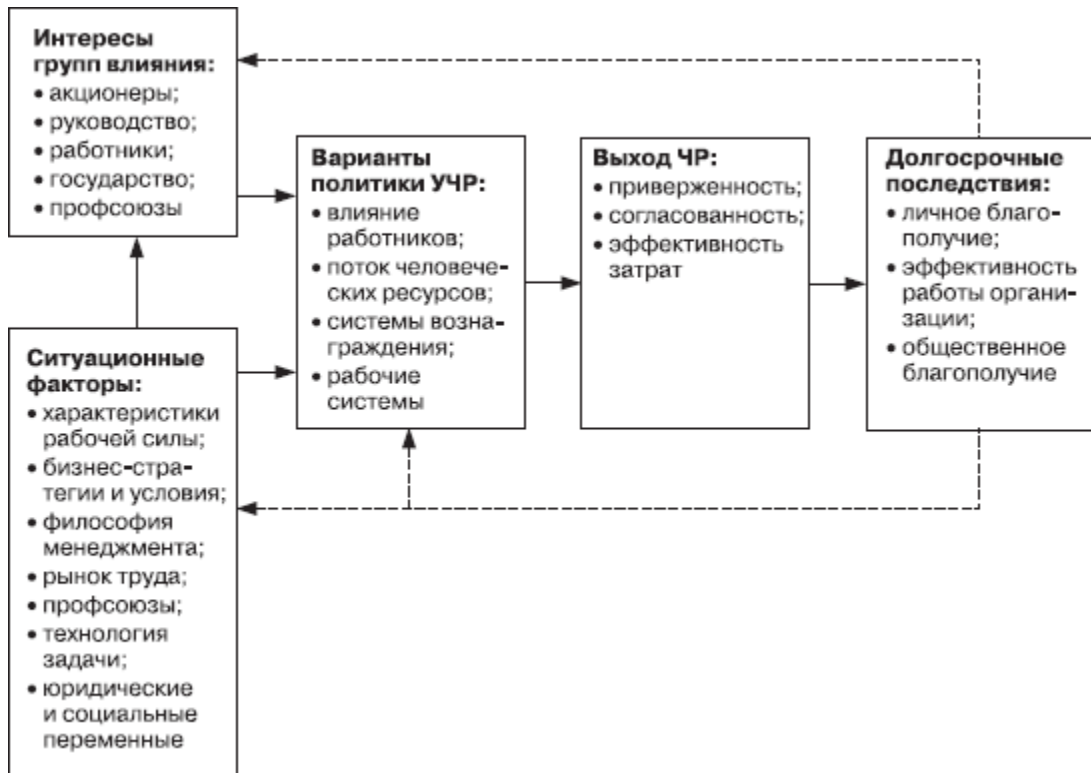 Интересы
групп влияния:
• акционеры;
• руководство;
• работники;
• государство;
• профсоюзы
Ситуационные
факторы:
• характеристики
рабочей силы;
• бизнес-стра-
тегии и условия;
• философия
менеджмента;
• рынок труда;
• профсоюзы;
• технология
задачи;
• юридические
и социальные
переменные
Варианты
политики УЧР:
• влияние
работников;
• поток человече-
ских ресурсов;
• системы возна-
граждения;
• рабочие
системы
Выход ЧР:
• приверженность;
• согласованность;
• эффективность
затрат
Долгосрочные
последствия:
• личное благо-
получие;
• эффективность
работы органи-
зации;
• общественное
благополучие